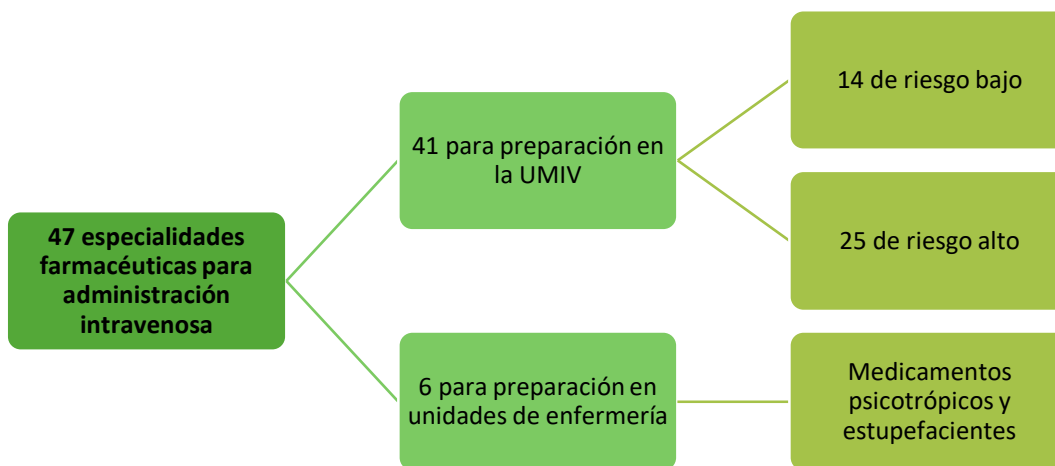 47 especialidades
farmacéuticas para
administración
intravenosa
41 para preparación en
la UMIV
14 de riesgo bajo
25 de riesgo alto
6 para preparación en
unidades de enfermería
Medicamentos
psicotrópicos y
estupefacientes